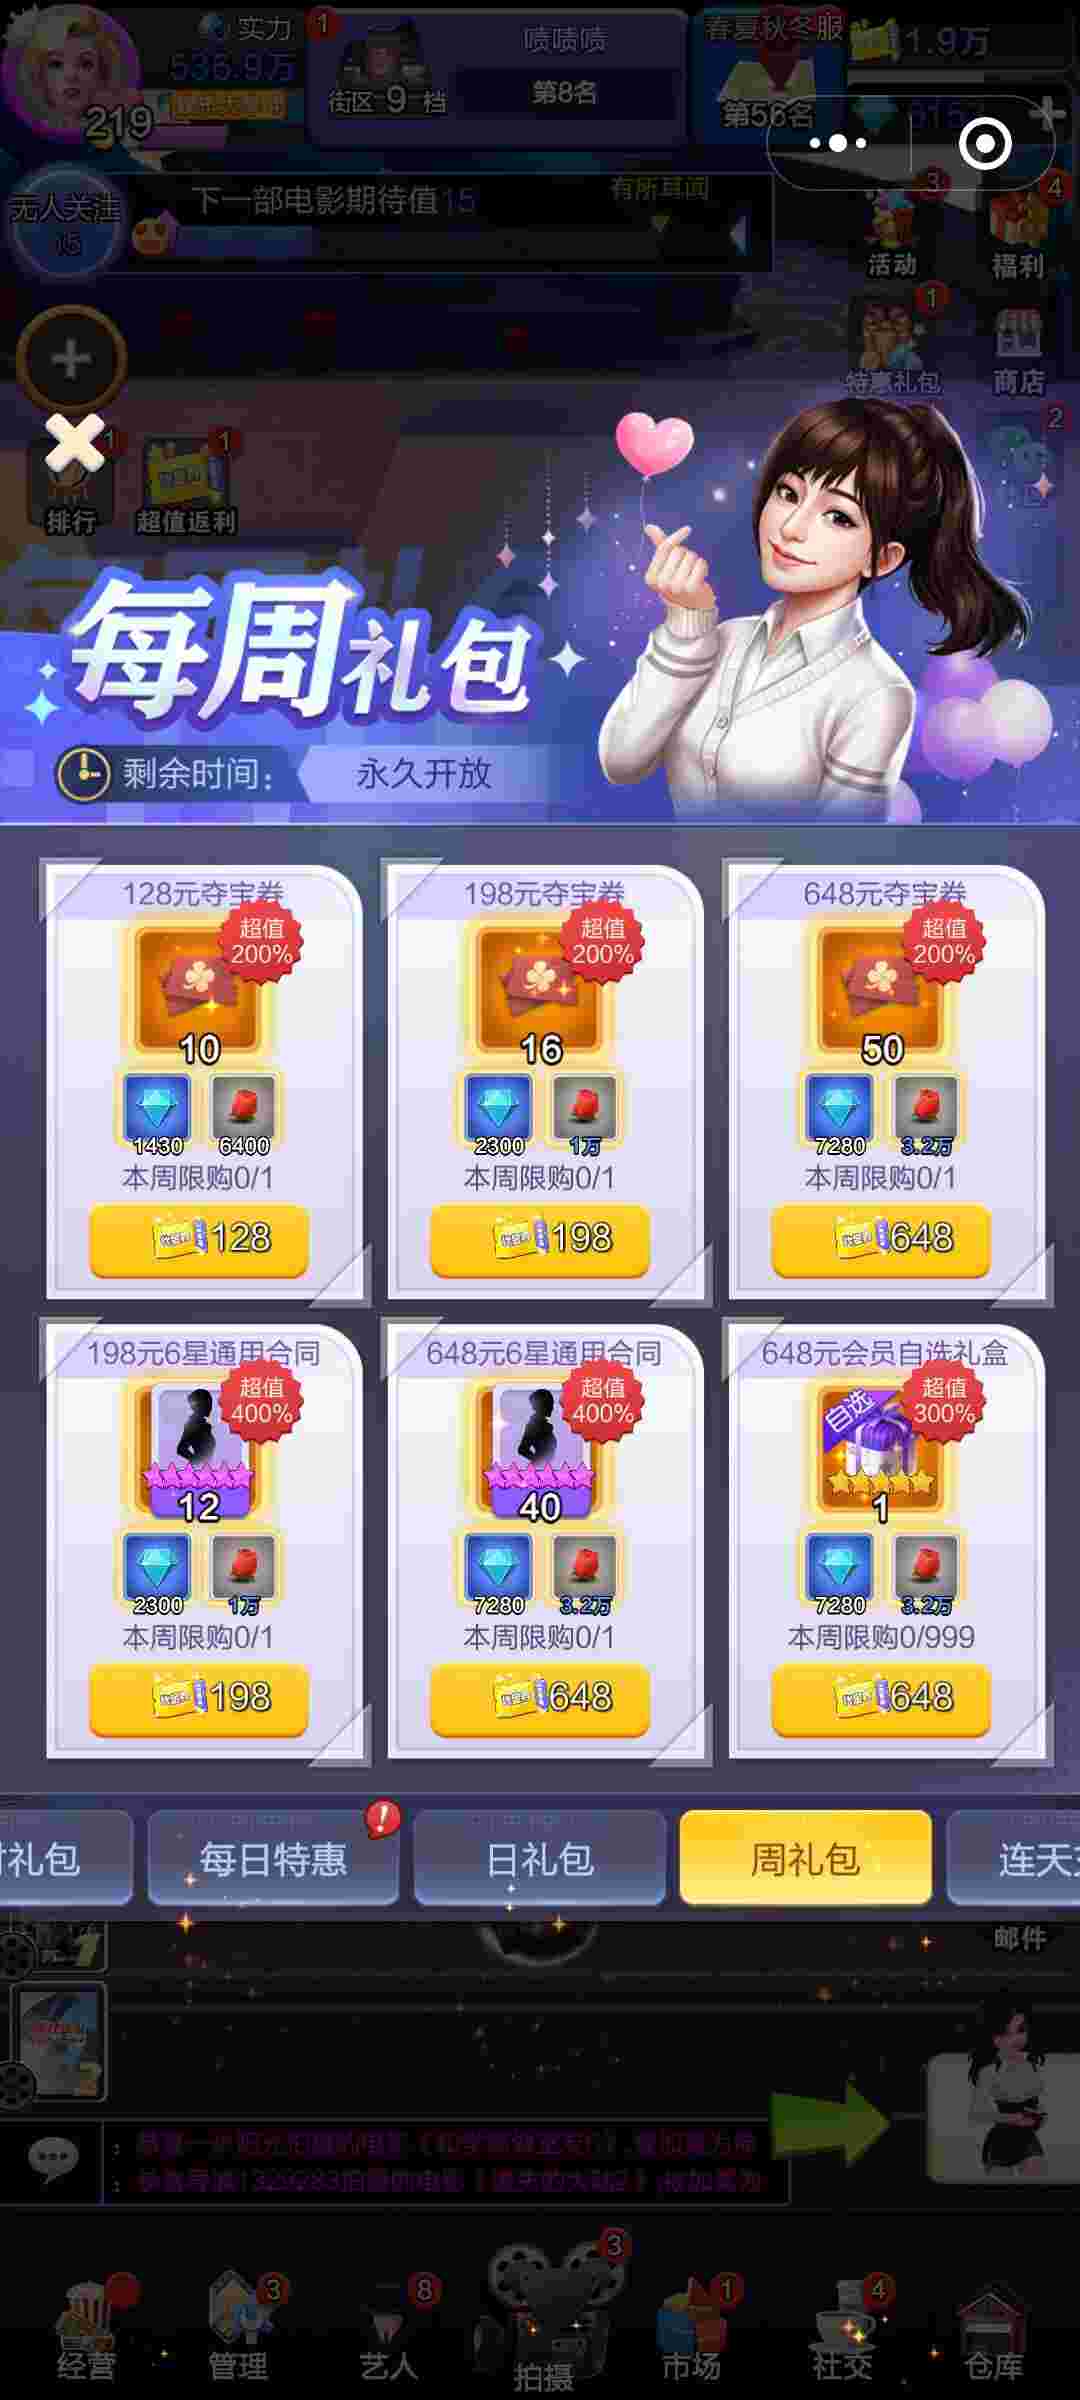 实力
536.9万
219
1
街区 9 档
啧啧啧
第8名
春夏秋冬服
第56名
1.9万
无人关注
15
下一部电影期待值15
有所耳闻
3
活动
4
福利
1
特惠礼包
商店
2
1
排行
1
超值返利
每周礼包
剩余时间：
永久开放
128元夺宝券
超值
200%
10
1430
6400
本周限购0/1
128
198元夺宝券
超值
200%
16
2300
1万
本周限购0/1
198
648元夺宝券
超值
200%
50
7280
3.2万
本周限购0/1
648
198元6星通用合同
超值
400%
12
2300
1万
本周限购0/1
198
648元6星通用合同
超值
400%
40
7280
3.2万
本周限购0/1
648
648元会员自选礼盒
自选
超值
300%
1
7280
3.2万
本周限购0/999
648
礼包
每日特惠
!
日礼包
周礼包
连天
邮件
经营
3
管理
8
艺人
3
拍摄
1
市场
4
社交
仓库